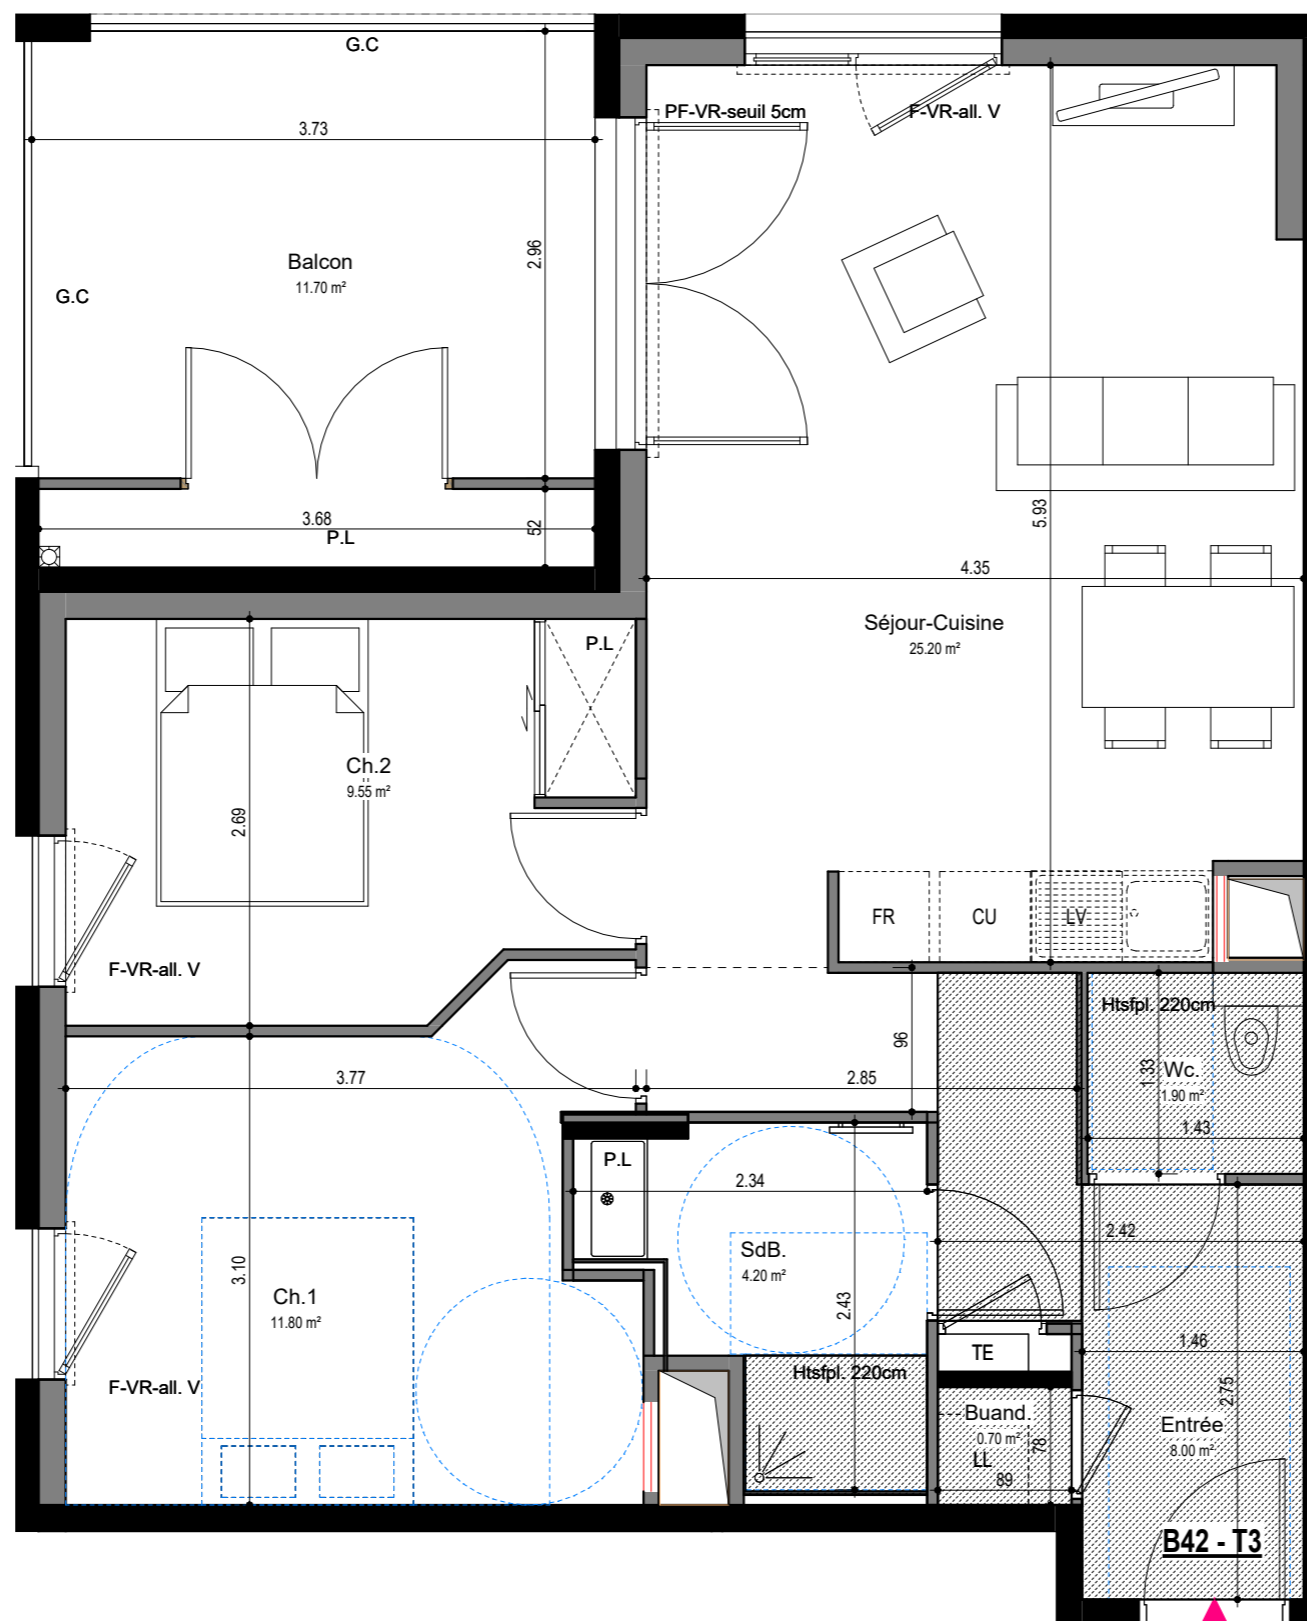 G.C
3.73
PF-VR-seuil 5cm
F-VR-all. V
2.96
Balcon
11.70 m²
G.C
3.68
P.L
52
5.93
4.35
Séjour-Cuisine
25.20 m²
P.L
Ch.2
9.55 m²
2.69
F-VR-all. V
FR
CU
LV
Htsfpl. 220cm
96
3.77
2.85
1.33
Wc.
1.90 m²
1.43
P.L
2.34
2.42
SdB.
4.20 m²
3.10
Ch.1
11.80 m²
2.43
1.46
TE
Htsfpl. 220cm
F-VR-all. V
2.75
Buand.
0.70 m²
Entrée
8.00 m²
78
LL
89
B42 - T3